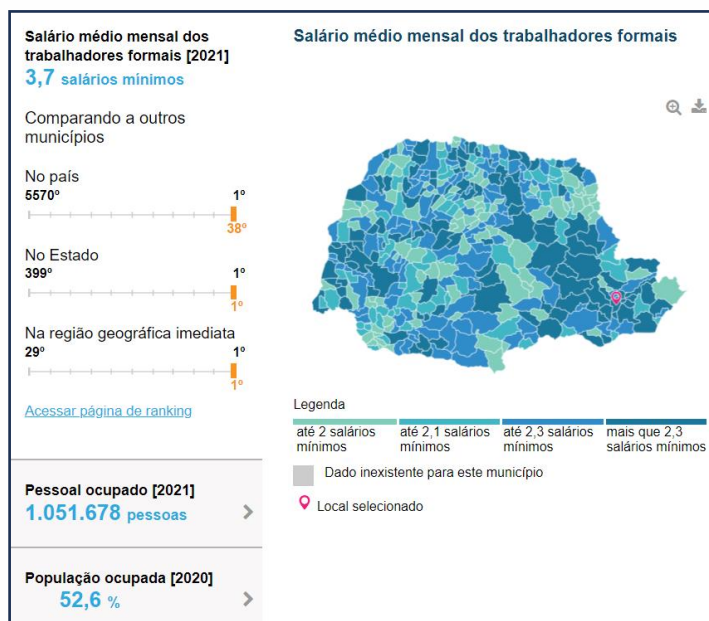 Salário médio mensal dos
trabalhadores formais [2021]
3,7 salários mínimos
Comparando a outros
municípios
No país
5570º 1º
38º
No Estado
399º 1º
1º
Na região geográfica imediata
29º 1º
1º
Acessar página de ranking
Pessoal ocupado [2021]
1.051.678 pessoas
População ocupada [2020]
52,6 %
Salário médio mensal dos trabalhadores formais
Legenda
até 2 salários mínimos
até 2,1 salários mínimos
até 2,3 salários mínimos
mais que 2,3 salários mínimos
Dado inexistente para este município
Local selecionado